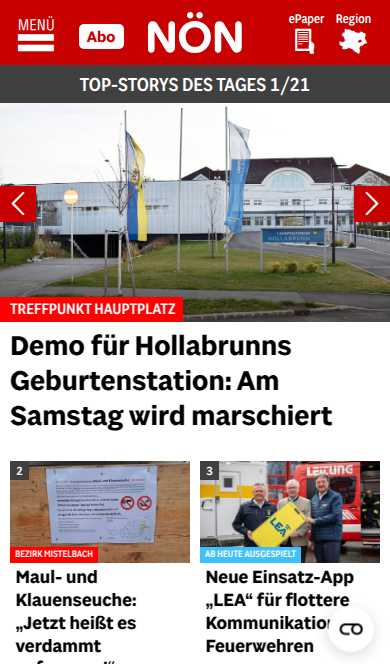 MENÜ
Abo
NÖN
ePaper
Region
TOP-STORYS DES TAGES 1/21
HOLLABRUNN
TREFFPUNKT HAUPTPLATZ
Demo für Hollabrunns
Geburtenstation: Am
Samstag wird marschiert
2
BEZIRK MISTELBACH
Maul- und
Klauenseuche:
„Jetzt heißt es
verdammt
3
LEITUNG
LEA
AB HEUTE AUSGESPIELT
Neue Einsatz-App
„LEA“ für flottere
Kommunikation
Feuerwehren